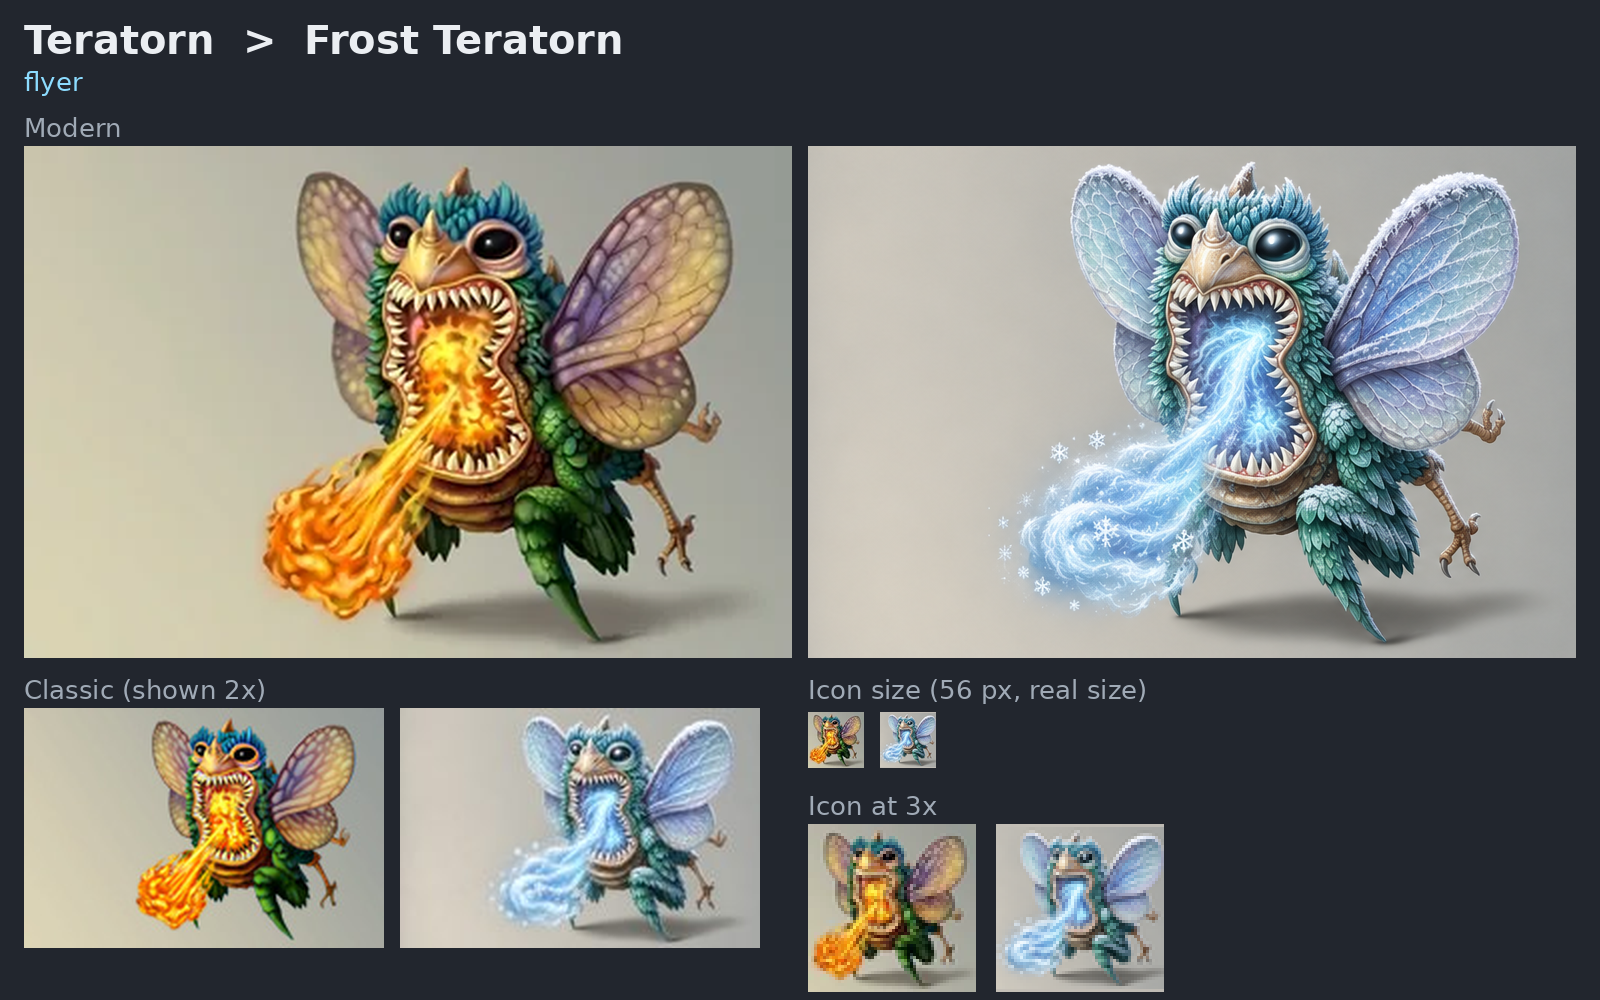 Teratorn > Frost Teratorn
flyer
Modern
Classic (shown 2x)
Icon size (56 px, real size)
Icon at 3x